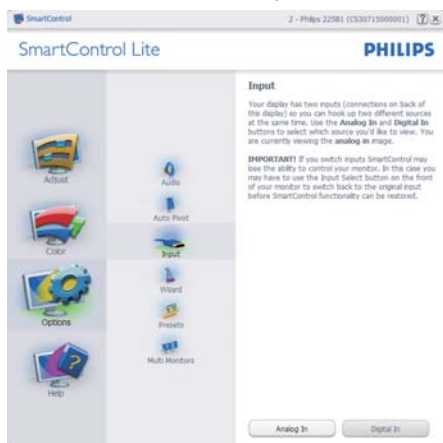 SmartControl
2 - Philips 225B1 (CS30715000001)
SmartControl Lite
PHILIPS
Adjust
Color
Options
Help
Audio
Auto Pivot
Input
Wizard
Presets
Multi Monitors
Input
Your display has two inputs (connections on back of
this display) so you can hook up two different sources
at the same time. Use the Analog In and Digital In
buttons to select which source you'd like to view. You
are currently viewing the analog in image.
IMPORTANT! If you switch inputs SmartControl may
lose the ability to control your monitor. In this case you
may have to use the Input Select button on the front
of your monitor to switch back to the original input
before SmartControl functionality can be restored.
Analog In
Digital In